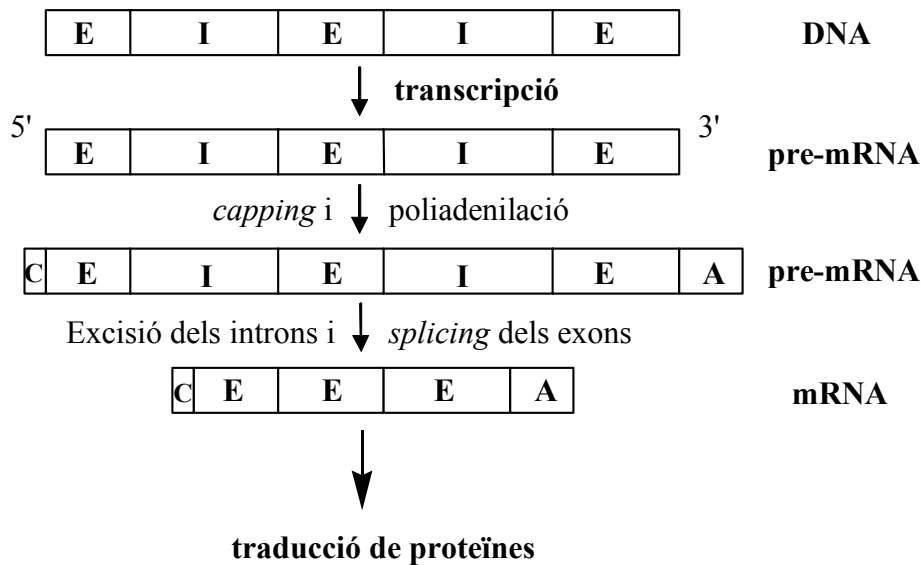 E I E I E DNA
transcripció
5' 3'
E I E I E pre-mRNA
capping i poliadenilació
C E I E I E A pre-mRNA
Excisió dels introns i splicing dels exons
C E E E A mRNA
traducció de proteïnes